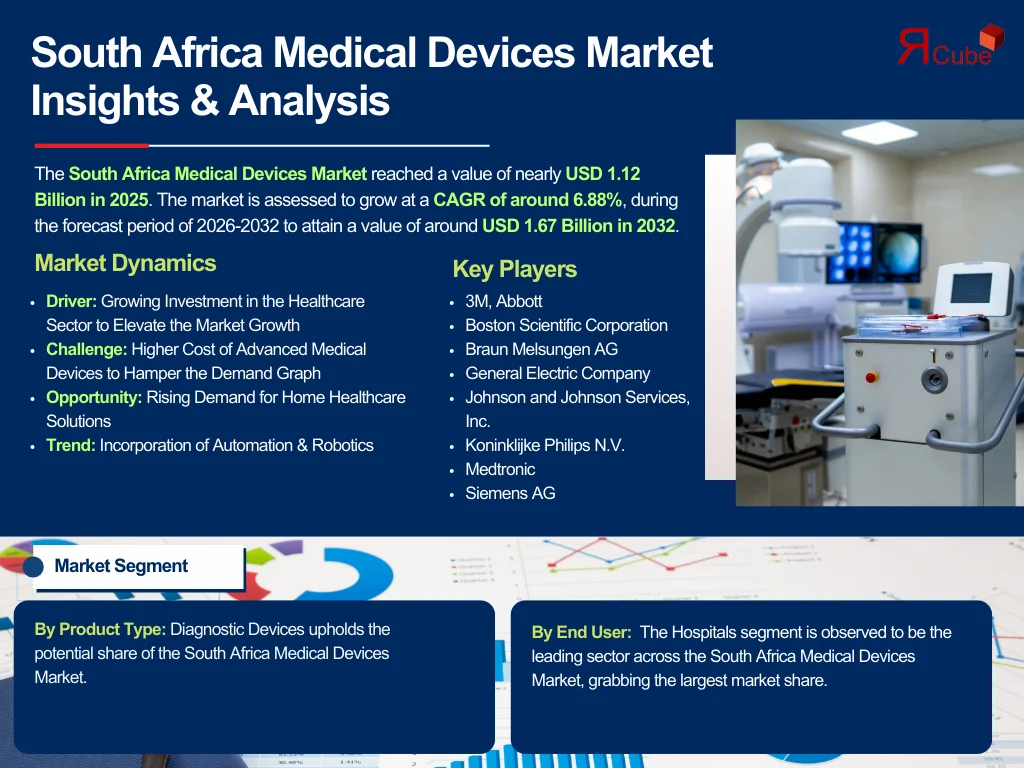 South Africa Medical Devices Market
Insights & Analysis
ЯCube
The South Africa Medical Devices Market reached a value of nearly USD 1.12
Billion in 2025. The market is assessed to grow at a CAGR of around 6.88%, during
the forecast period of 2026-2032 to attain a value of around USD 1.67 Billion in 2032.
Market Dynamics
• Driver: Growing Investment in the Healthcare
Sector to Elevate the Market Growth
• Challenge: Higher Cost of Advanced Medical
Devices to Hamper the Demand Graph
• Opportunity: Rising Demand for Home Healthcare
Solutions
• Trend: Incorporation of Automation & Robotics
Key Players
• 3M, Abbott
• Boston Scientific Corporation
• Braun Melsungen AG
• General Electric Company
• Johnson and Johnson Services,
Inc.
• Koninklijke Philips N.V.
• Medtronic
• Siemens AG
Market Segment
By Product Type: Diagnostic Devices upholds the
potential share of the South Africa Medical Devices
Market.
By End User: The Hospitals segment is observed to be the
leading sector across the South Africa Medical Devices
Market, grabbing the largest market share.